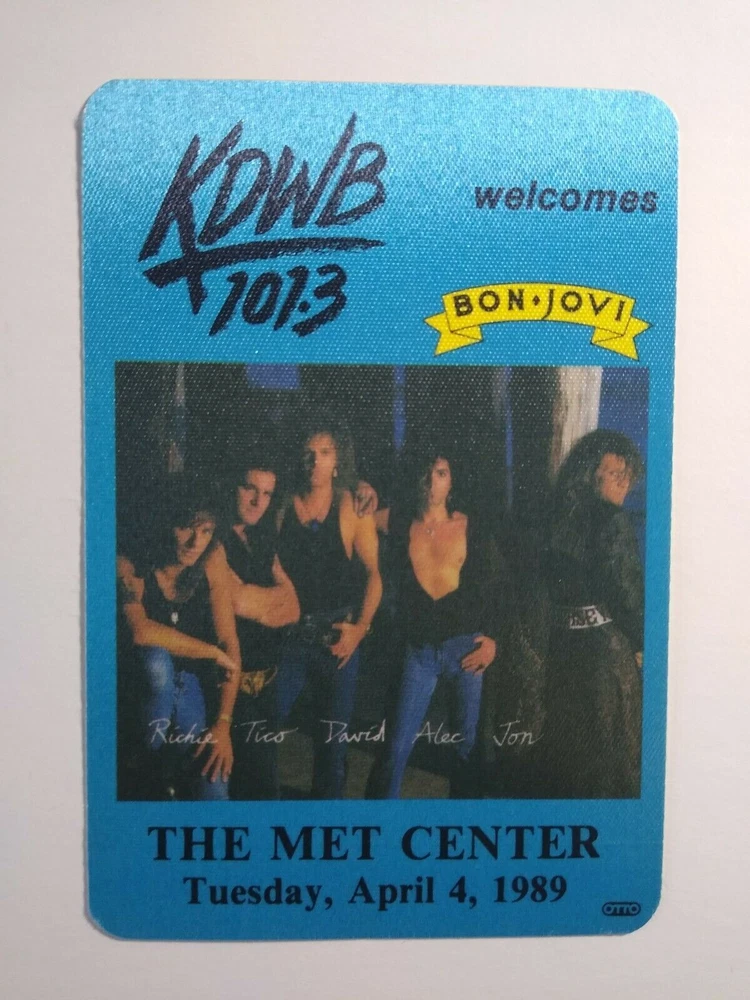 KDWB
101.3
welcomes
BON•JOVI
Richie Tico David Alec Jon
THE MET CENTER
Tuesday, April 4, 1989
OTTO